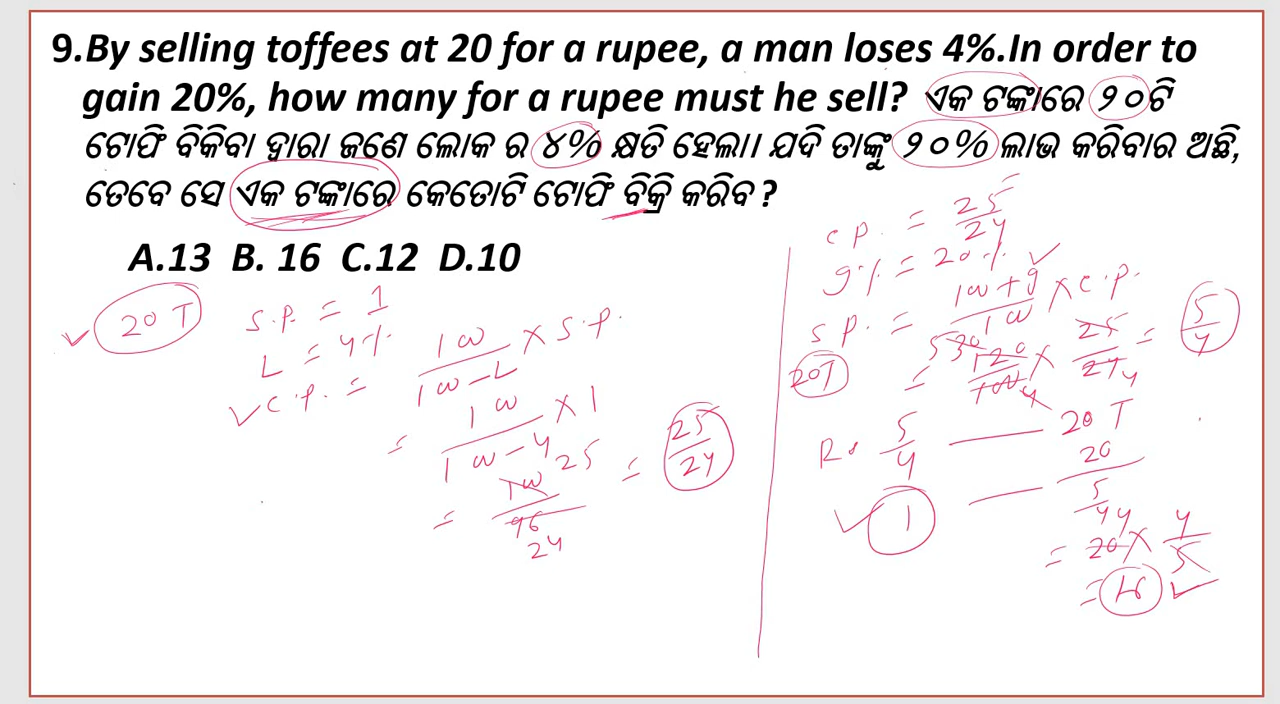 9.By selling toffees at 20 for a rupee, a man loses 4%.In order to
gain 20%, how many for a rupee must he sell? ଏକ ଟଙ୍କାରେ ୨୦ଟି
ଟୋଫି ବିକିବା ଦ୍ୱାରା ଜଣେ ଲୋକ ର ୪% କ୍ଷତି ହେଲା। ଯଦି ତାଙ୍କୁ ୨୦% ଲାଭ କରିବାର ଅଛି,
ତେବେ ସେ ଏକ ଟଙ୍କାରେ କେତୋଟି ଟୋଫି ବିକ୍ରି କରିବ ?
A.13 B. 16 C.12 D.10
20 T
S.P. = 1
L = 4%
C.P. = 100/100-L × S.P.
= 100/100-4 × 1
= 100/96 = 25/24
25
24
C.P. = 25/24
g% = 20%
S.P. = 100+g/100 × C.P.
20T
= 120/100 × 25/24 = 5/4
Rs 5/4 — 20 T
1 — 20/5/4
= 20 × 4/5
= 16